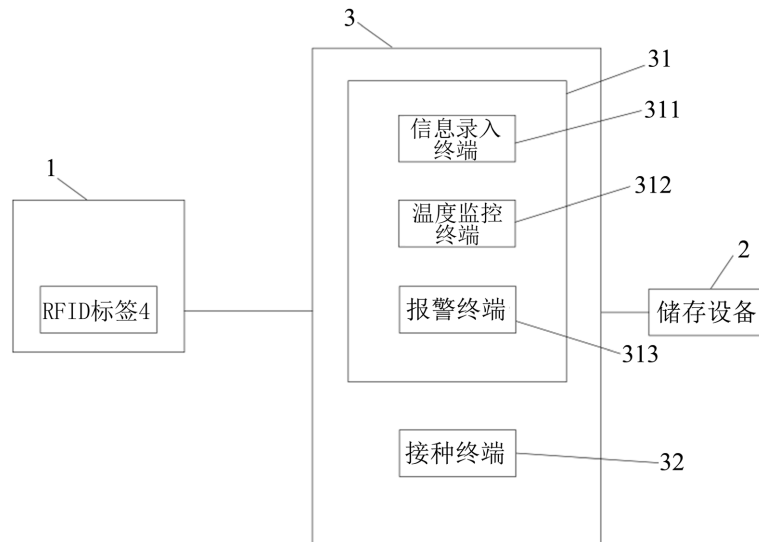 3
31
信息录入
终端
311
1
温度监控
终端
312
2
RFID标签4
报警终端
储存设备
313
接种终端
32